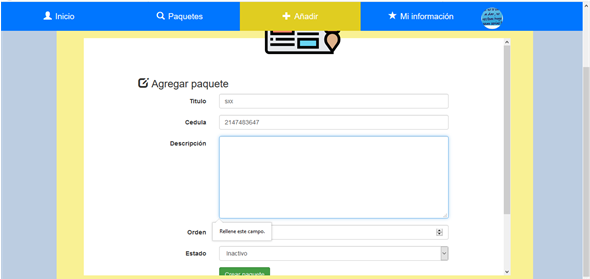 Inicio
Paquetes
Añadir
Mi información
Agregar paquete
Titulo
sxx
Cedula
2147483647
Descripción
Rellene este campo.
Orden
Estado
Inactivo
Crear paquete